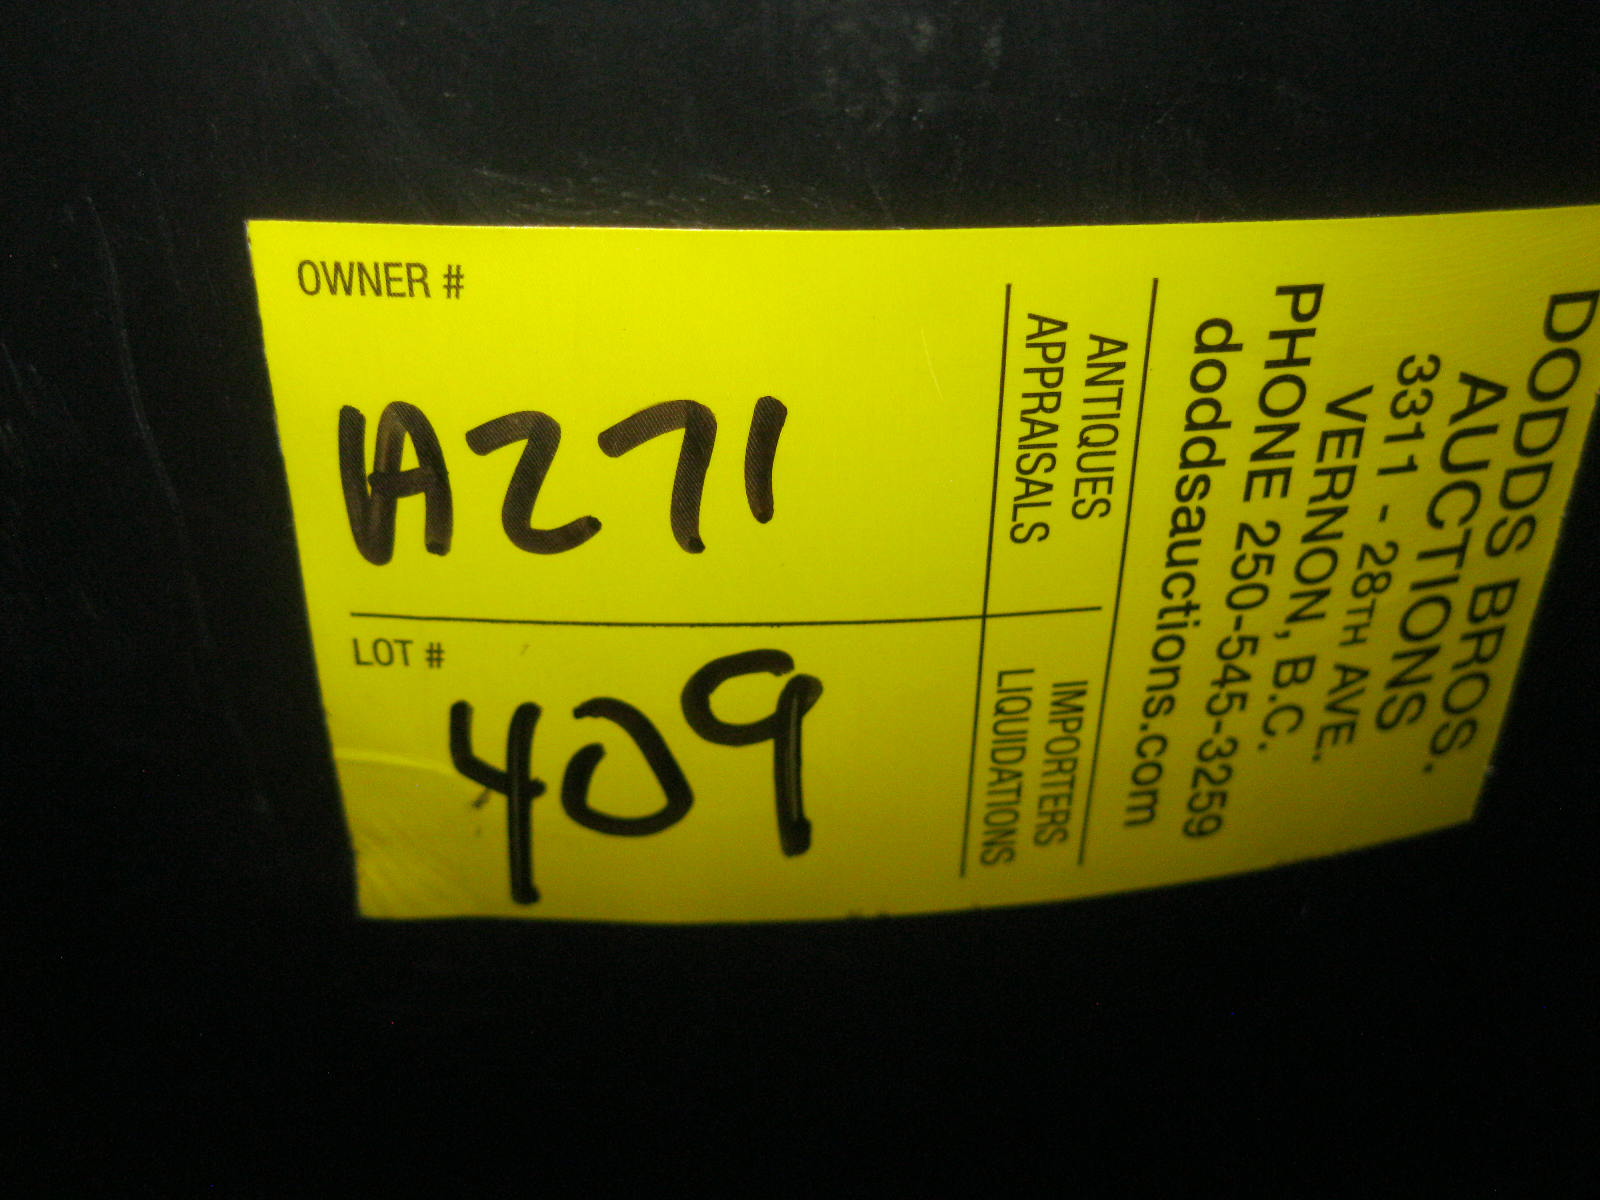 OWNER #
A271
LOT #
409
DODDS BROS.
AUCTIONS
3311 - 28TH AVE.
VERNON, B.C.
PHONE 250-545-3259
doddsauctions.com
ANTIQUES
APPRAISALS
IMPORTERS
LIQUIDATIONS